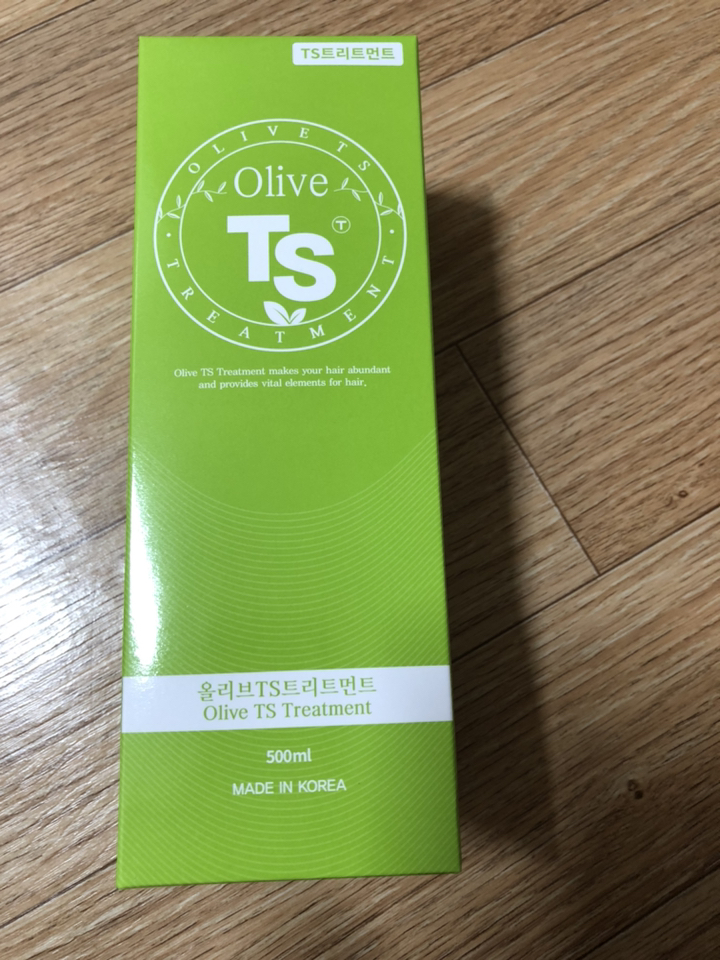 TS트리트먼트
OLIVE TS
Olive
TS
T
TREATMENT
Olive TS Treatment makes your hair abundant
and provides vital elements for hair,
올리브TS트리트먼트
Olive TS Treatment
500ml
MADE IN KOREA